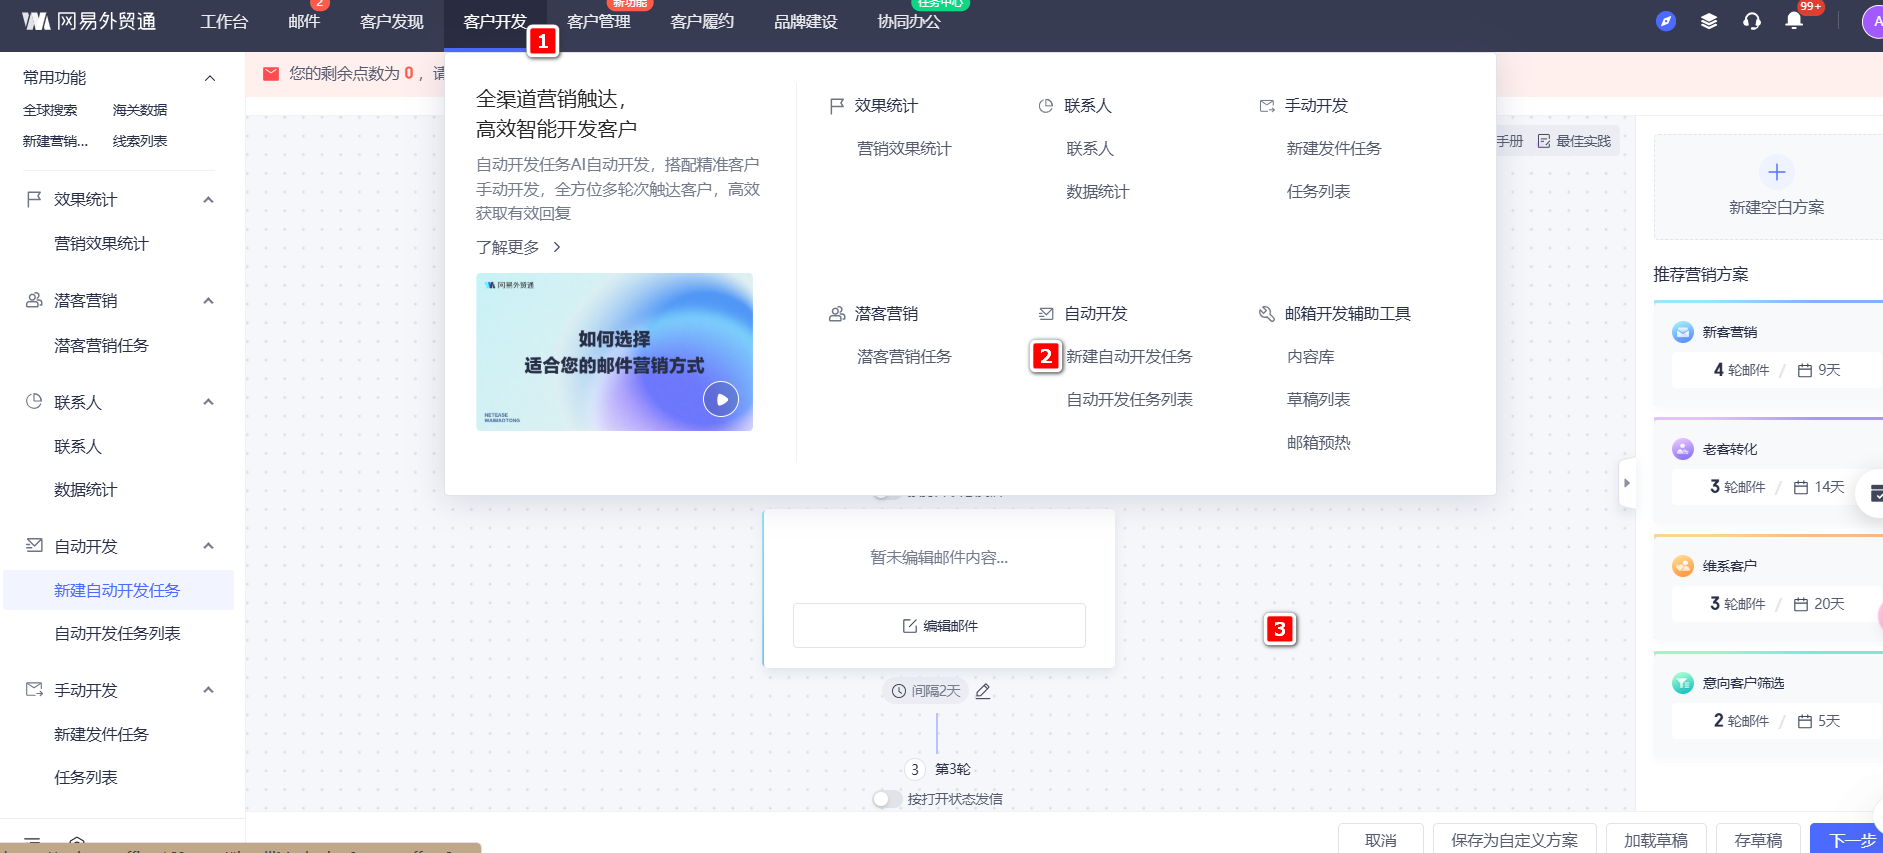 网易外贸通
工作台
邮件
2
客户发现
客户开发
客户管理
新功能
客户履约
品牌建设
协同办公
任务中心
99+
A
1
常用功能
全球搜索
海关数据
新建营销...
线索列表
效果统计
营销效果统计
潜客营销
潜客营销任务
联系人
联系人
数据统计
自动开发
新建自动开发任务
自动开发任务列表
手动开发
新建发件任务
任务列表
您的剩余点数为 0 ，请
全渠道营销触达，
高效智能开发客户
自动开发任务AI自动开发，搭配精准客户
手动开发，全方位多轮次触达客户，高效
获取有效回复
了解更多
网易外贸通
如何选择
适合您的邮件营销方式
NETEASE
WAIMAOTONG
效果统计
营销效果统计
联系人
联系人
数据统计
手动开发
新建发件任务
任务列表
潜客营销
潜客营销任务
自动开发
2
新建自动开发任务
自动开发任务列表
邮箱开发辅助工具
内容库
草稿列表
邮箱预热
手册
最佳实践
暂未编辑邮件内容...
编辑邮件
3
间隔2天
3 第3轮
按打开状态发信
新建空白方案
推荐营销方案
新客营销
4 轮邮件 / 9天
老客转化
3 轮邮件 / 14天
维系客户
3 轮邮件 / 20天
意向客户筛选
2 轮邮件 / 5天
取消
保存为自定义方案
加载草稿
存草稿
下一步